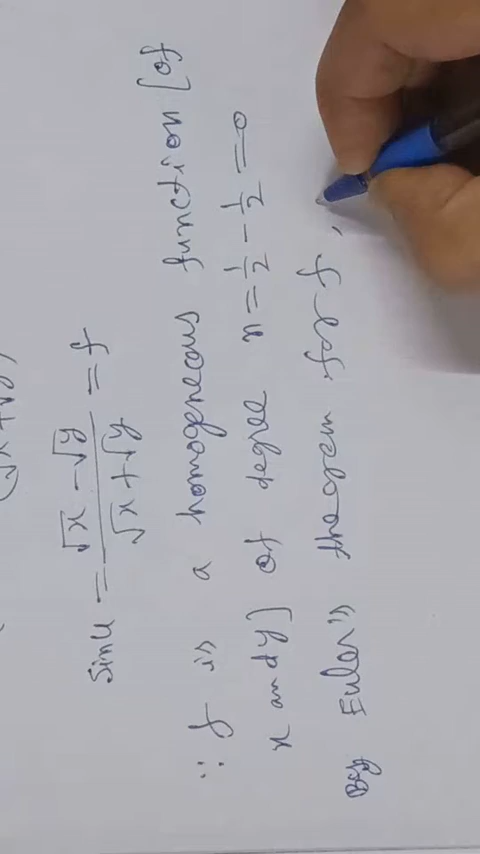 sin u = (√x − √y)/(√x + √y) = f
∴ f is a homogeneous function [of
x and y] of degree n = 1/2 − 1/2 = 0
By Euler's theorem for f,